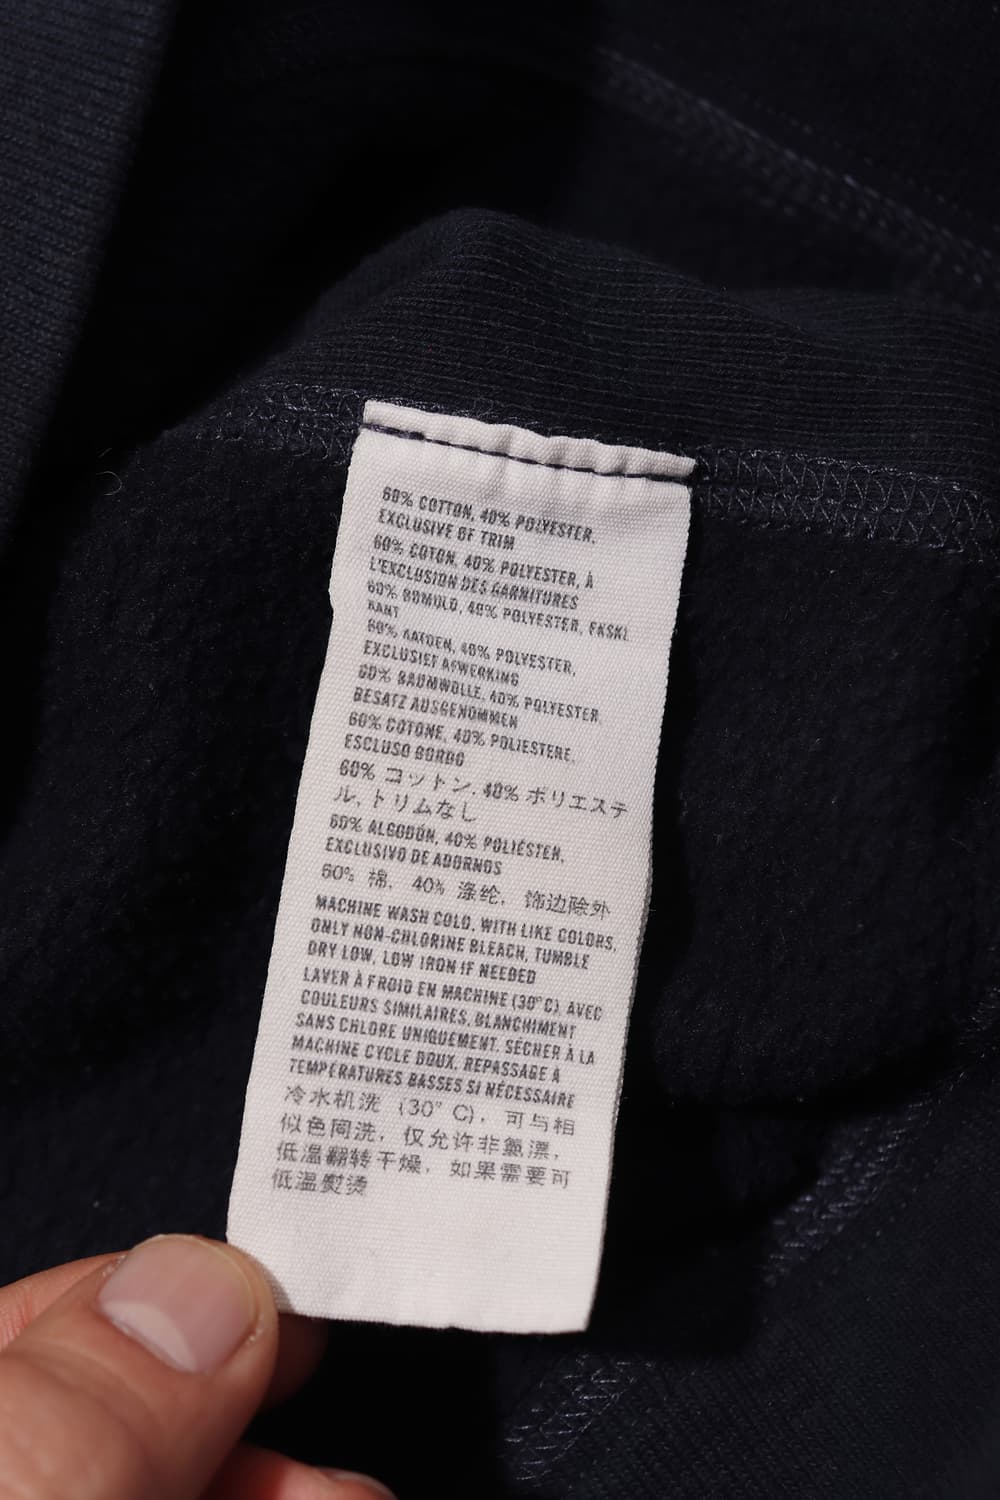 60% COTTON, 40% POLYESTER,
EXCLUSIVE OF TRIM
60% COTON, 40% POLYESTER, À
L'EXCLUSION DES GARNITURES
60% BOMULD, 40% POLYESTER, EKSKL.
KANT
60% KATOEN, 40% POLYESTER,
EXCLUSIEF AFWERKING
60% BAUMWOLLE, 40% POLYESTER,
BESATZ AUSGENOMMEN
60% COTONE, 40% POLIESTERE,
ESCLUSO BORDO
60% コットン, 40% ポリエステ
ル, トリムなし
60% ALGODÓN, 40% POLIÉSTER,
EXCLUSIVO DE ADORNOS
60% 棉, 40% 涤纶, 饰边除外
MACHINE WASH COLD, WITH LIKE COLORS,
ONLY NON-CHLORINE BLEACH, TUMBLE
DRY LOW, LOW IRON IF NEEDED
LAVER À FROID EN MACHINE (30°C), AVEC
COULEURS SIMILAIRES, BLANCHIMENT
SANS CHLORE UNIQUEMENT. SÉCHER À LA
MACHINE CYCLE DOUX. REPASSAGE À
TEMPÉRATURES BASSES SI NÉCESSAIRE
冷水机洗 (30° C), 可与相
似色同洗, 仅允许非氯漂,
低温翻转干燥, 如果需要可
低温熨烫